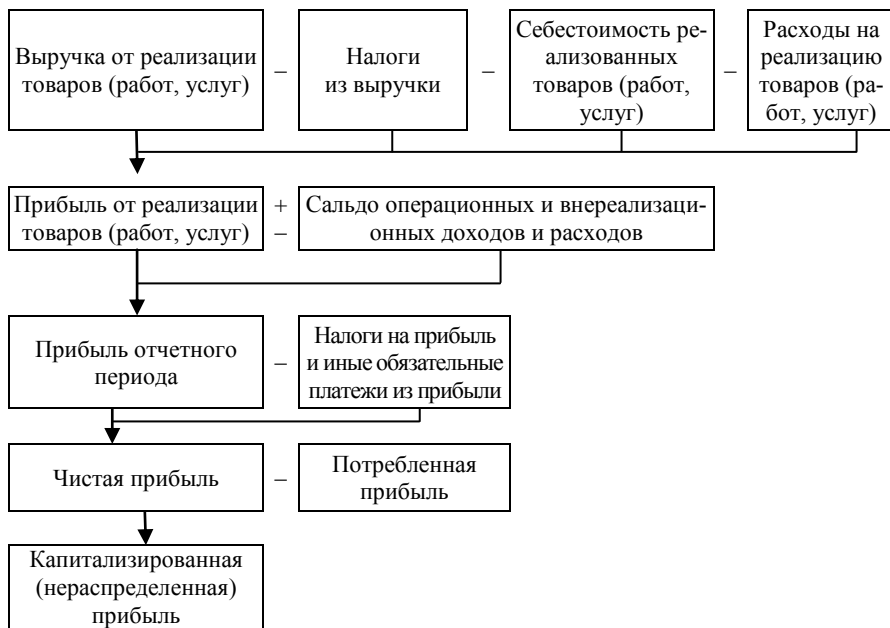 Выручка от реализации
товаров (работ, услуг)
–
Налоги
из выручки
–
Себестоимость ре-
ализованных
товаров (работ,
услуг)
–
Расходы на
реализацию
товаров (ра-
бот, услуг)
Прибыль от реализации
товаров (работ, услуг)
+
–
Сальдо операционных и внереализаци-
онных доходов и расходов
Прибыль отчетного
периода
–
Налоги на прибыль
и иные обязательные
платежи из прибыли
Чистая прибыль
–
Потребленная
прибыль
Капитализированная
(нераспределенная)
прибыль